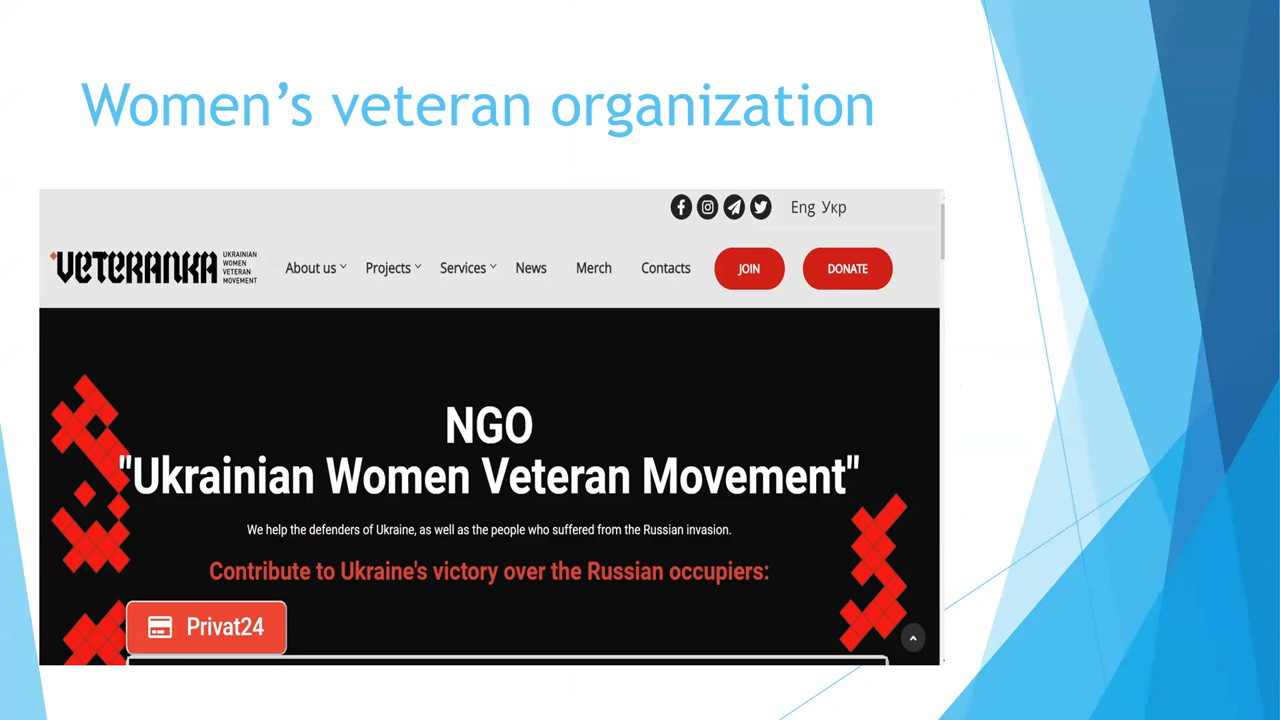 Women's veteran organization
Eng Укр
VETERANKA
UKRAINIAN
WOMEN
VETERAN
MOVEMENT
About us Projects Services News Merch Contacts JOIN DONATE
NGO
"Ukrainian Women Veteran Movement"
We help the defenders of Ukraine, as well as the people who suffered from the Russian invasion.
Contribute to Ukraine's victory over the Russian occupiers:
Privat24